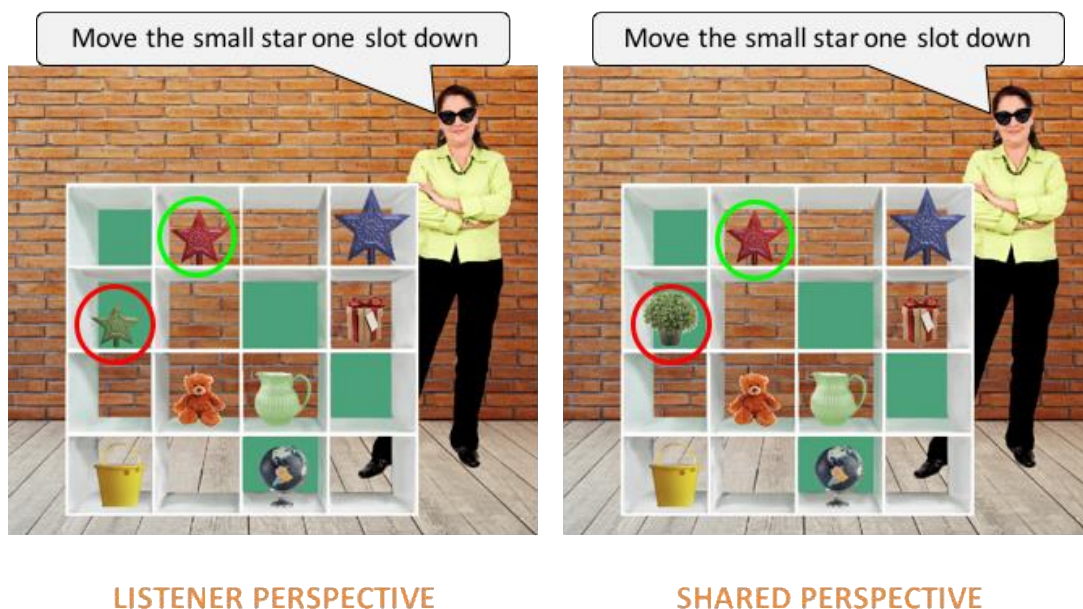 Move the small star one slot down
Move the small star one slot down
LISTENER PERSPECTIVE
SHARED PERSPECTIVE